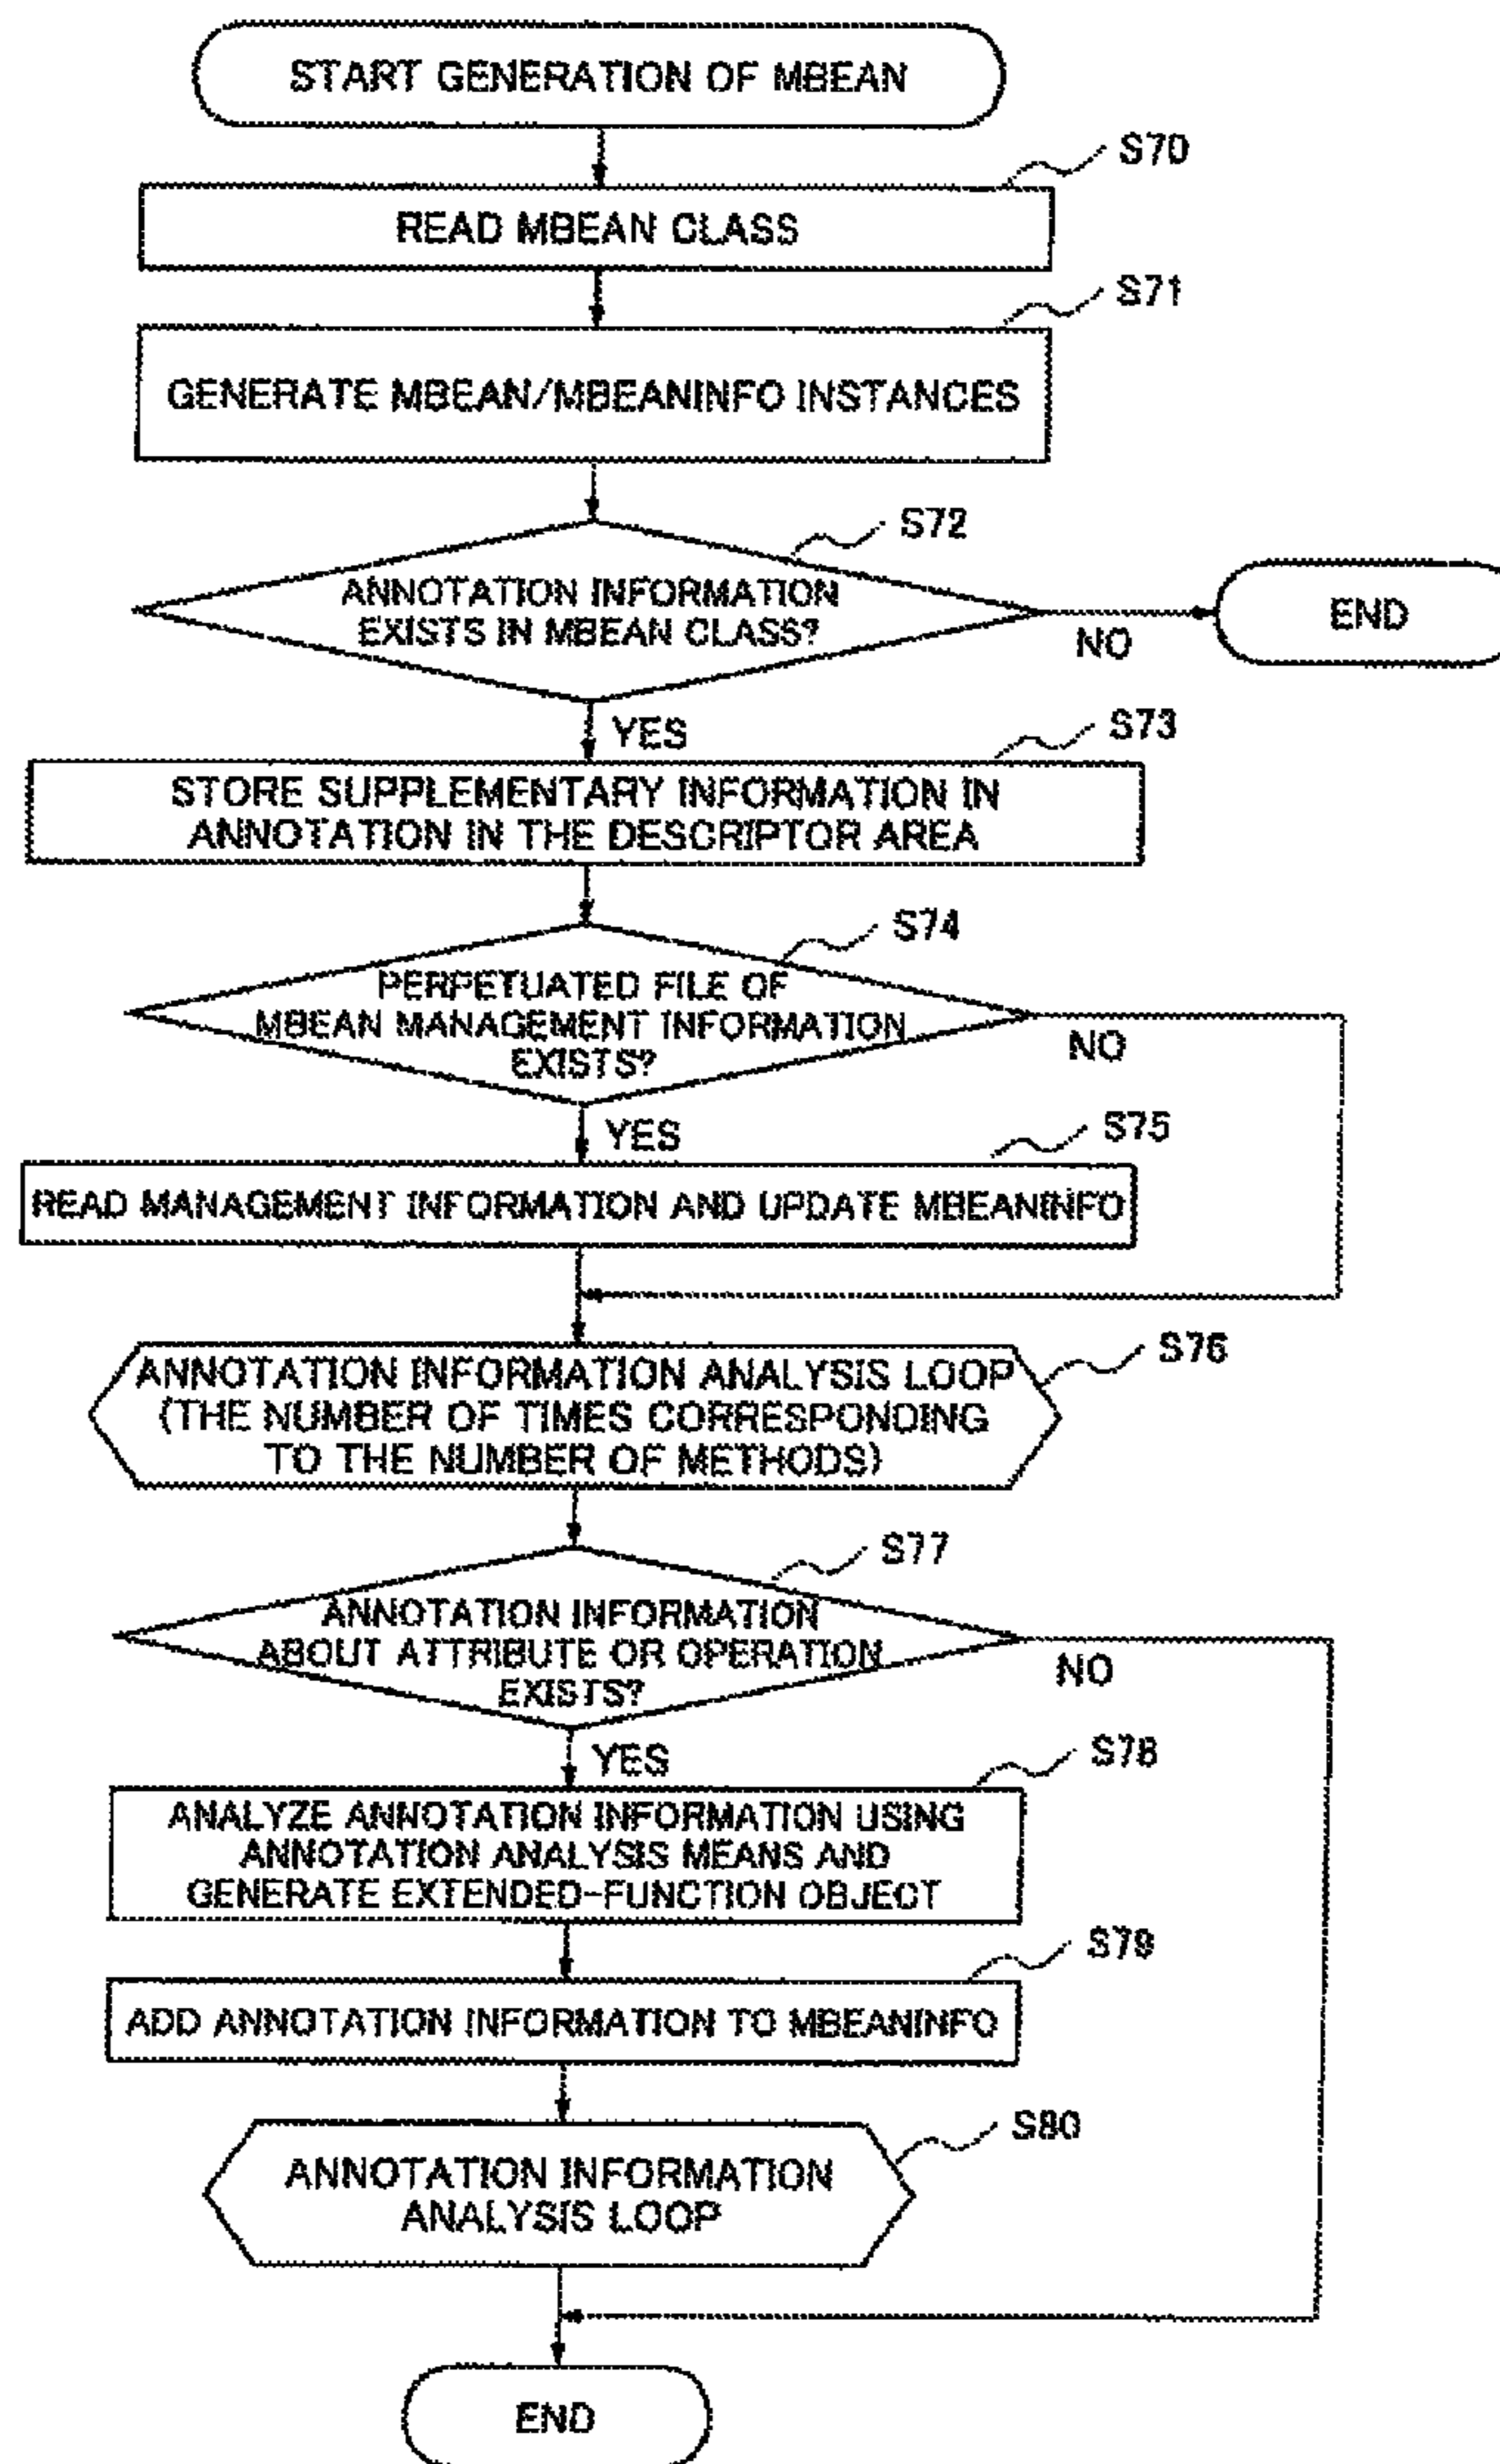 START GENERATION OF MBEAN
S70
READ MBEAN CLASS
S71
GENERATE MBEAN/MBEANINFO INSTANCES
S72
ANNOTATION INFORMATION
EXISTS IN MBEAN CLASS?
NO
END
YES
S73
STORE SUPPLEMENTARY INFORMATION IN
ANNOTATION IN THE DESCRIPTOR AREA
S74
PERPETUATED FILE OF
MBEAN MANAGEMENT INFORMATION
EXISTS?
NO
YES
S75
READ MANAGEMENT INFORMATION AND UPDATE MBEANINFO
S76
ANNOTATION INFORMATION ANALYSIS LOOP
(THE NUMBER OF TIMES CORRESPONDING
TO THE NUMBER OF METHODS)
S77
ANNOTATION INFORMATION
ABOUT ATTRIBUTE OR OPERATION
EXISTS?
NO
YES
S78
ANALYZE ANNOTATION INFORMATION USING
ANNOTATION ANALYSIS MEANS AND
GENERATE EXTENDED-FUNCTION OBJECT
S79
ADD ANNOTATION INFORMATION TO MBEANINFO
S80
ANNOTATION INFORMATION
ANALYSIS LOOP
END